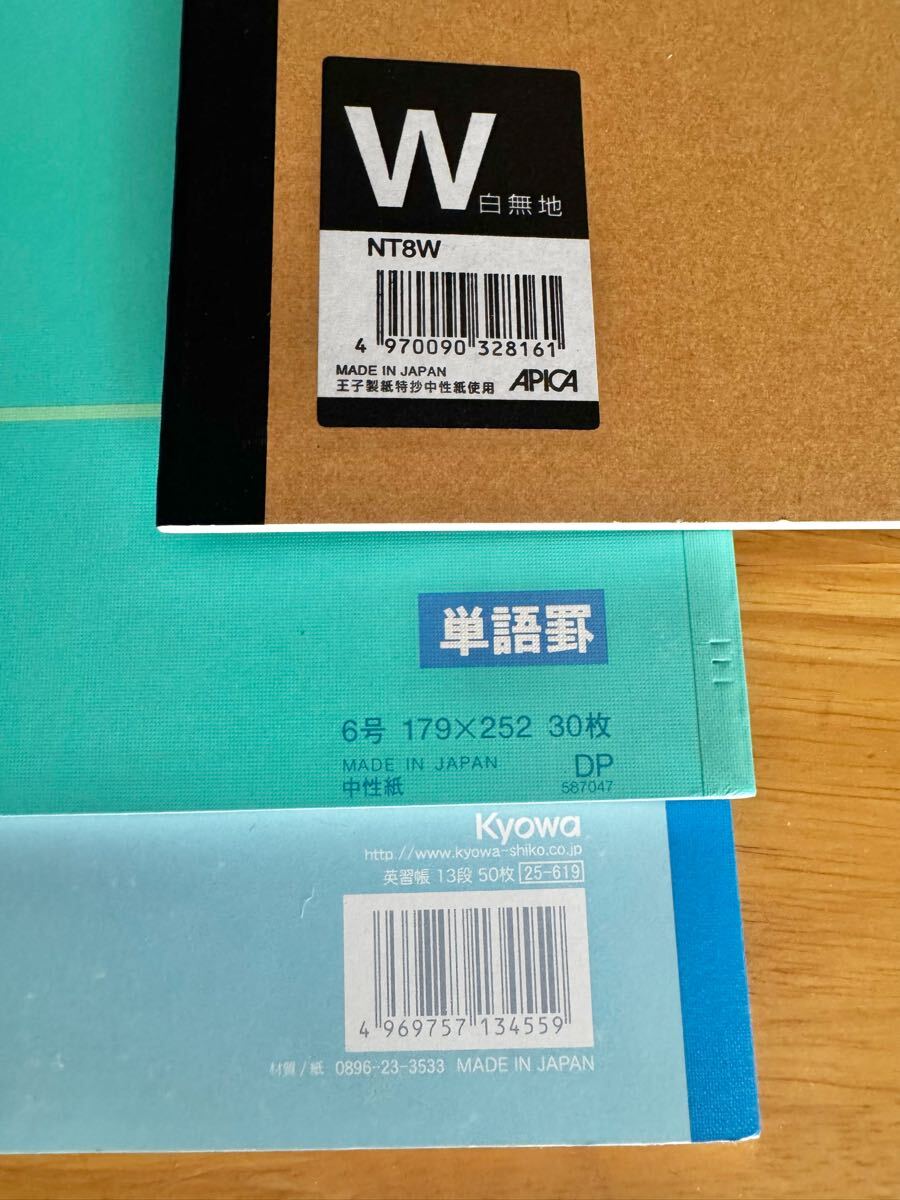 W 白無地
NT8W
4 970090 328161
MADE IN JAPAN
王子製紙特抄中性紙使用 APICA
単語罫
6号 179×252 30枚
MADE IN JAPAN DP
中性紙 587047
Kyowa
http://www.kyowa-shiko.co.jp
英習帳 13段 50枚 25-619
4 969757 134559
材質/紙 0896-23-3533 MADE IN JAPAN